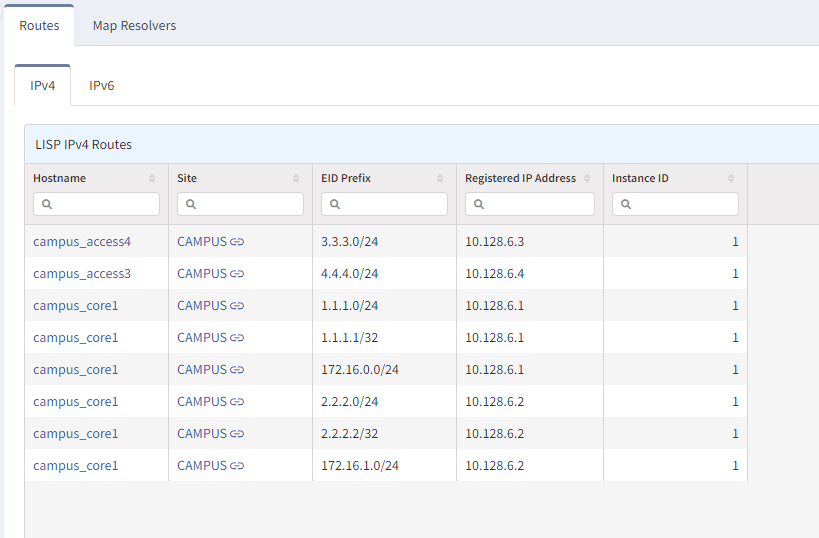 Routes Map Resolvers
IPv4 IPv6
LISP IPv4 Routes
Hostname Site EID Prefix Registered IP Address Instance ID
campus_access4 CAMPUS 3.3.3.0/24 10.128.6.3 1
campus_access3 CAMPUS 4.4.4.0/24 10.128.6.4 1
campus_core1 CAMPUS 1.1.1.0/24 10.128.6.1 1
campus_core1 CAMPUS 1.1.1.1/32 10.128.6.1 1
campus_core1 CAMPUS 172.16.0.0/24 10.128.6.1 1
campus_core1 CAMPUS 2.2.2.0/24 10.128.6.2 1
campus_core1 CAMPUS 2.2.2.2/32 10.128.6.2 1
campus_core1 CAMPUS 172.16.1.0/24 10.128.6.2 1